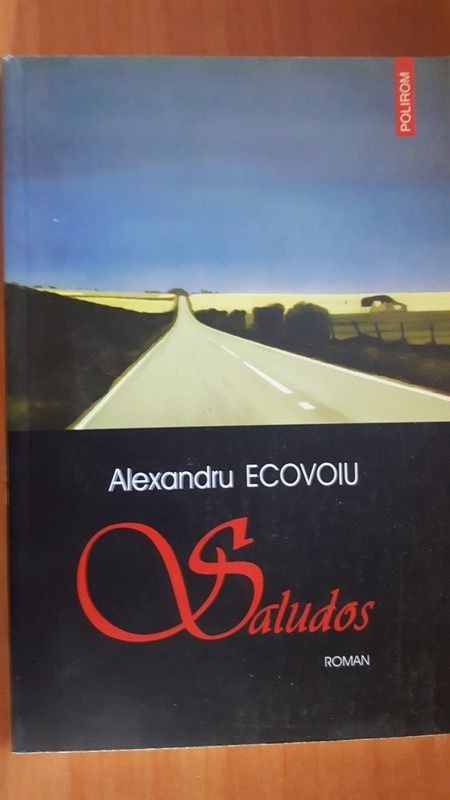 POLIROM
Alexandru ECOVOIU
Saludos
ROMAN